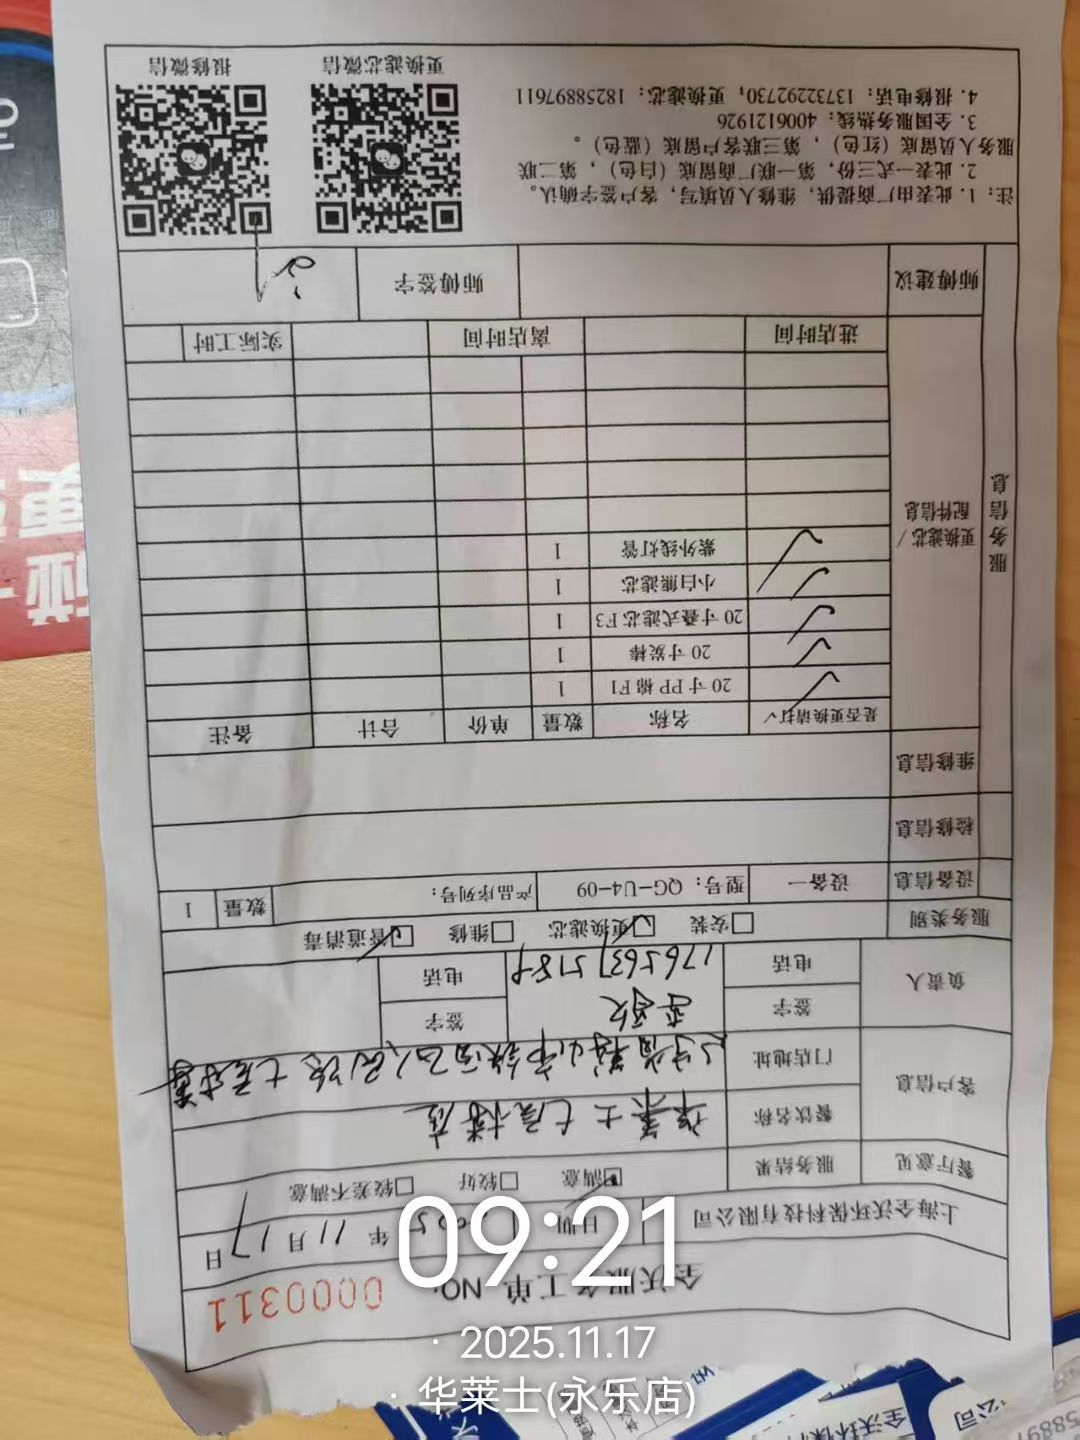 全沃服务工单 NO. 0000311
上海全沃环保科技有限公司 日期 年 11 月 17 日
餐厅意见 服务结果 满意 较好 较差不满意
客户信息 餐饮名称 华莱士七层楼店
门店地址
负责人 签字 签字
电话 电话
服务类别 安装 更换滤芯 维修 管道消毒
设备信息 设备一 型号：QG-U4-09 产品序列号： 数量 1
检修信息
维修信息
服务信息
更换滤芯/配件信息
是否更换请打✓ 名称 数量 单价 合计 备注
✓ 20寸PP棉F1 1
✓ 20寸炭棒 1
✓ 20寸叠式滤芯F3 1
✓ 小白熊滤芯 1
✓ 紫外线灯管 1
进店时间 离店时间 实际工时
师傅建议 师傅签字
注：1．此表由厂商提供，维修人员填写，客户签字确认。
2．此表一式三份，第一联厂商留底（白色），第二联
服务人员留底（红色），第三联客户留底（蓝色）。
3．全国服务热线：4006121926
4．报修电话：13732292730；更换滤芯：18258897611
更换滤芯微信 报修微信
09:21
· 2025.11.17
· 华莱士(永乐店)
全沃环保
公司